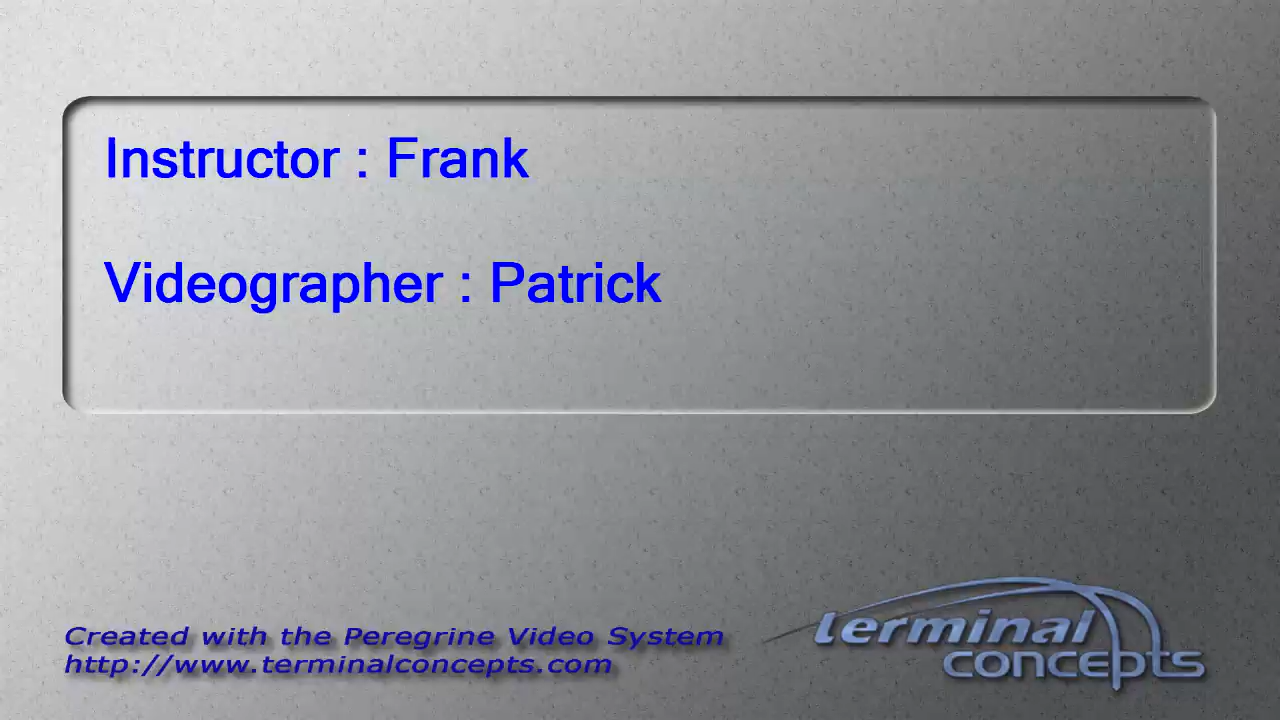 Instructor : Frank
Videographer : Patrick
Created with the Peregrine Video System
http://www.terminalconcepts.com
terminal
concepts